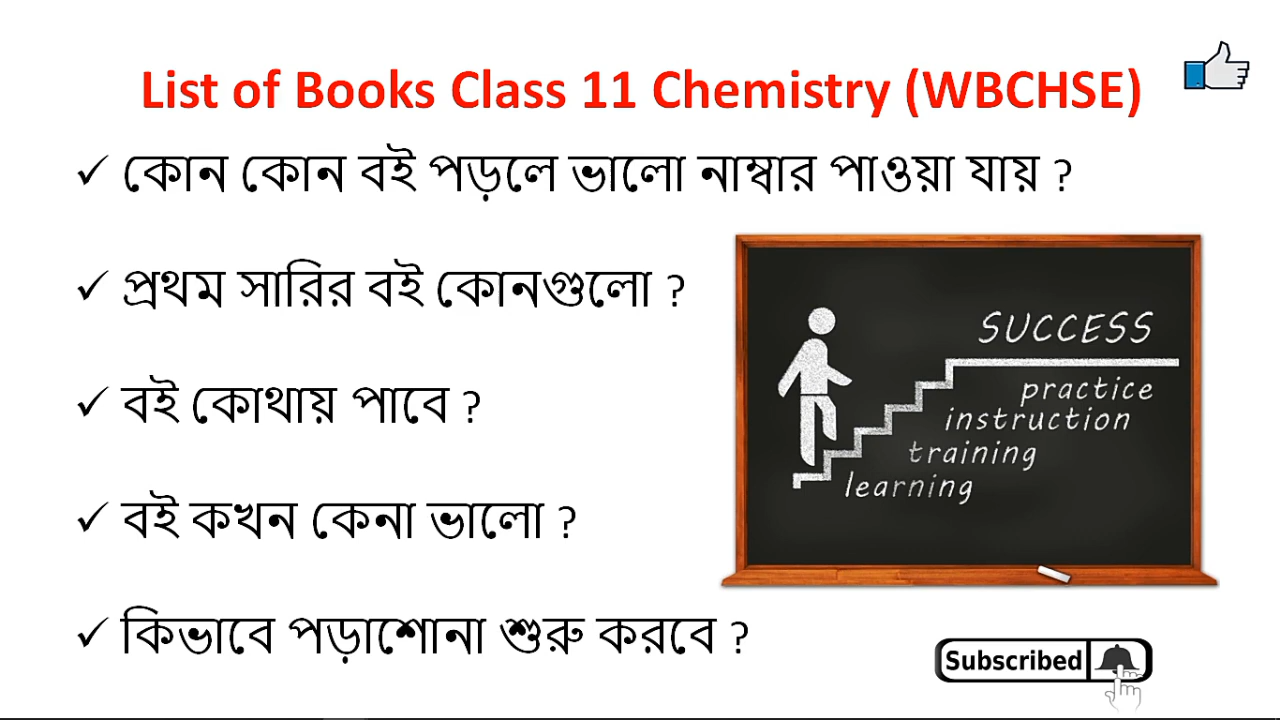 List of Books Class 11 Chemistry (WBCHSE)
✓ কোন কোন বই পড়লে ভালো নাম্বার পাওয়া যায় ?
✓ প্রথম সারির বই কোনগুলো ?
✓ বই কোথায় পাবে ?
✓ বই কখন কেনা ভালো ?
✓ কিভাবে পড়াশোনা শুরু করবে ?
SUCCESS
practice
instruction
training
learning
Subscribed